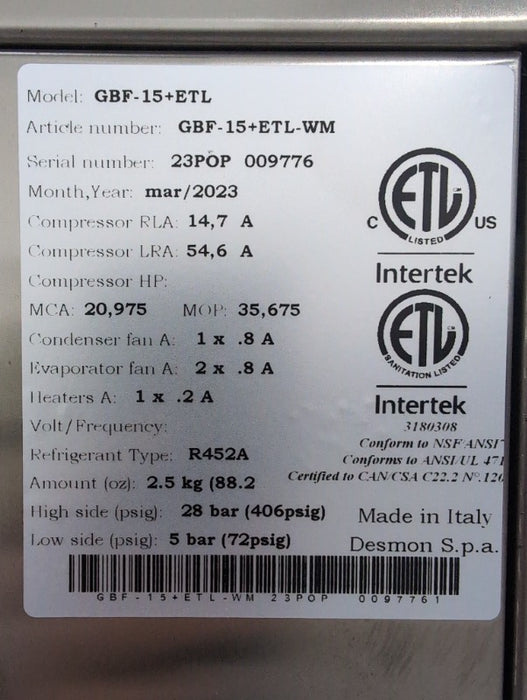 Model: GBF-15+ETL
Article number: GBF-15+ETL-WM
Serial number: 23POP 009776
Month,Year: mar/2023
Compressor RLA: 14,7 A
Compressor LRA: 54,6 A
Compressor HP:
MCA: 20,975 MOP: 35,675
Condenser fan A: 1 x .8 A
Evaporator fan A: 2 x .8 A
Heaters A: 1 x .2 A
Volt/Frequency:
Refrigerant Type: R452A
Amount (oz): 2.5 kg (88.2
High side (psig): 28 bar (406psig)
Low side (psig): 5 bar (72psig)
ETL
C US
LISTED
Intertek
ETL
SANITATION LISTED
Intertek
3180308
Conform to NSF/ANSI
Conforms to ANSI/UL 471
Certified to CAN/CSA C22.2 N°.120
Made in Italy
Desmon S.p.a.
GBF-15+ETL-WM 23POP 0097761